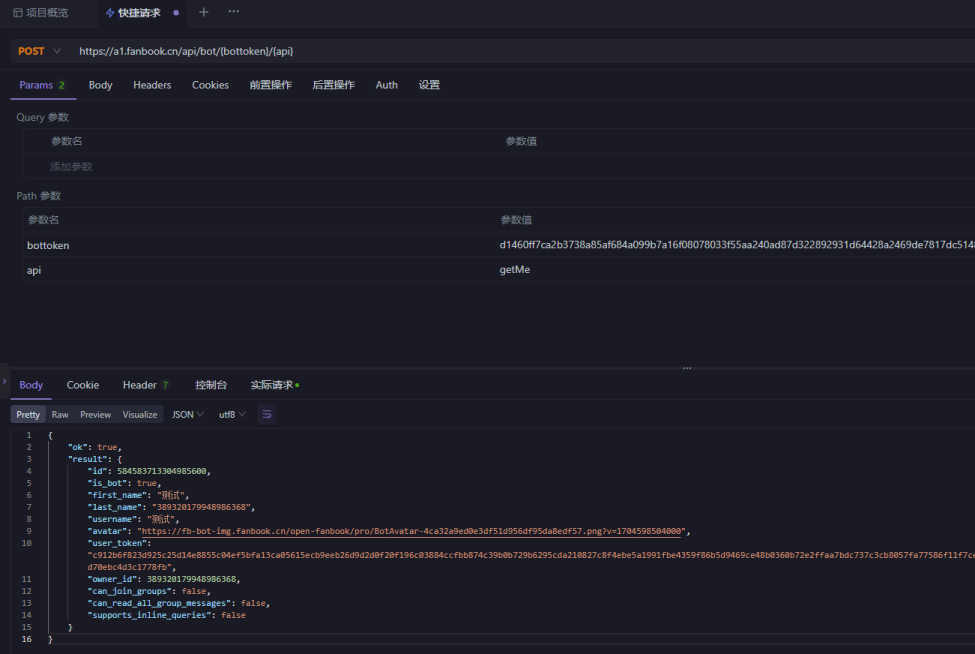 项目概览 快捷请求
POST https://a1.fanbook.cn/api/bot/{bottoken}/{api}
Params 2 Body Headers Cookies 前置操作 后置操作 Auth 设置
Query 参数
参数名 参数值
添加参数
Path 参数
参数名 参数值
bottoken d1460ff7ca2b3738a85af684a099b7a16f08078033f55aa240ad87d322892931d64428a2469de7817dc514
api getMe
Body Cookie Header 7 控制台 实际请求
Pretty Raw Preview Visualize JSON utf8
1 {
2 "ok": true,
3 "result": {
4 "id": 584583713304985600,
5 "is_bot": true,
6 "first_name": "测试",
7 "last_name": "389320179948986368",
8 "username": "测试",
9 "avatar": "https://fb-bot-img.fanbook.cn/open-fanbook/pro/BotAvatar-4ca32a9ed0e3df51d956df95da8edf57.png?v=1704598504000",
10 "user_token":
"c912b6f823d925c25d14e8855c04ef5bfa13ca05615ecb9eeb26d9d2d0f20f196c03884ccfbb874c39b0b729b6295cda210827c8f4ebe5a1991fbe4359f86b5d9469ce48b0360b72e2ffaa7bdc737c3cb8057fa77586f11f7ce
d70ebc4d3c1778fb",
11 "owner_id": 389320179948986368,
12 "can_join_groups": false,
13 "can_read_all_group_messages": false,
14 "supports_inline_queries": false
15 }
16 }